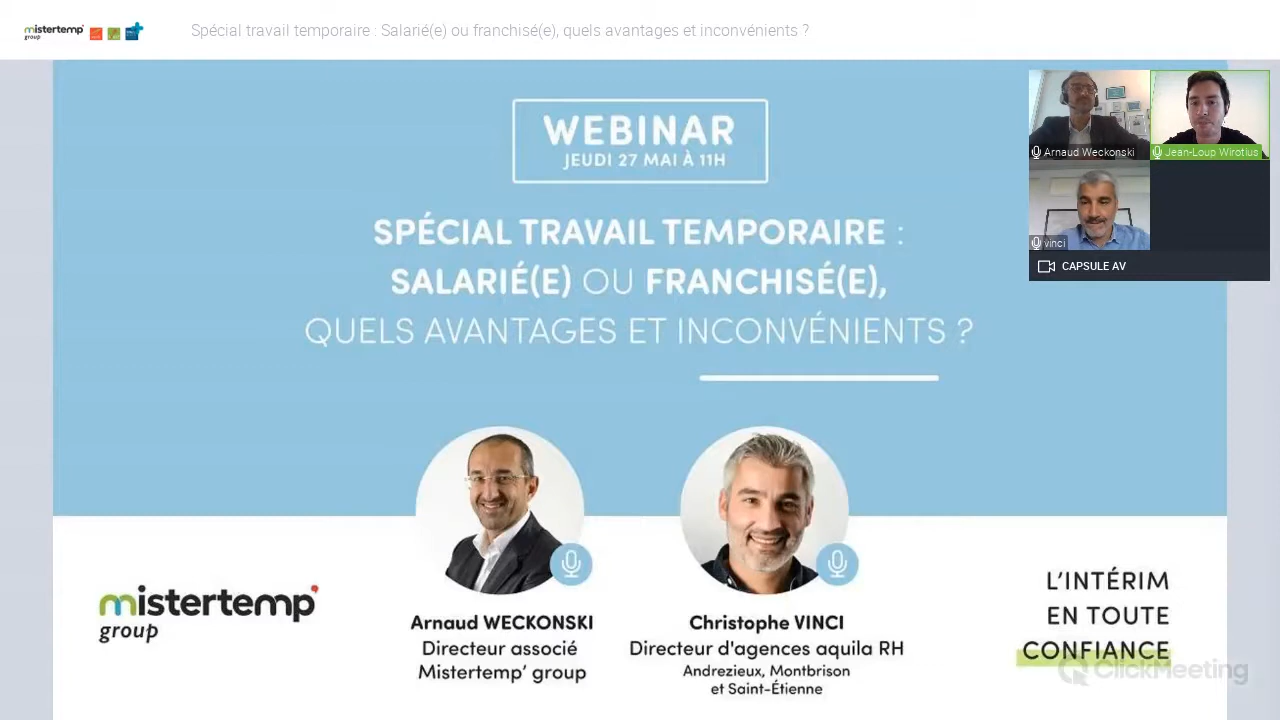 mistertemp'
group
Spécial travail temporaire : Salarié(e) ou franchisé(e), quels avantages et inconvénients ?
WEBINAR
JEUDI 27 MAI À 11H
SPÉCIAL TRAVAIL TEMPORAIRE :
SALARIÉ(E) OU FRANCHISÉ(E),
QUELS AVANTAGES ET INCONVÉNIENTS ?
Arnaud Weckonski
Jean-Loup Wirotius
vinci
CAPSULE AV
mistertemp'
group
Arnaud WECKONSKI
Directeur associé
Mistertemp' group
Christophe VINCI
Directeur d'agences aquila RH
Andrezieux, Montbrison
et Saint-Étienne
L'INTÉRIM
EN TOUTE
CONFIANCE
ClickMeeting